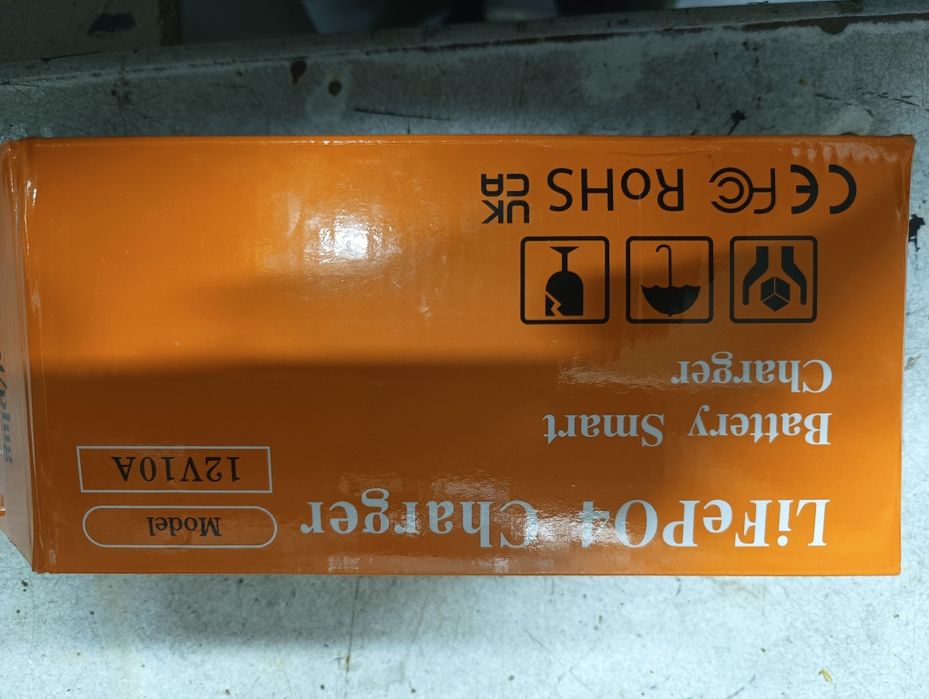 LiFePO4 Charger
Model
12V10A
Battery Smart
Charger
CE FC RoHS UK
CA